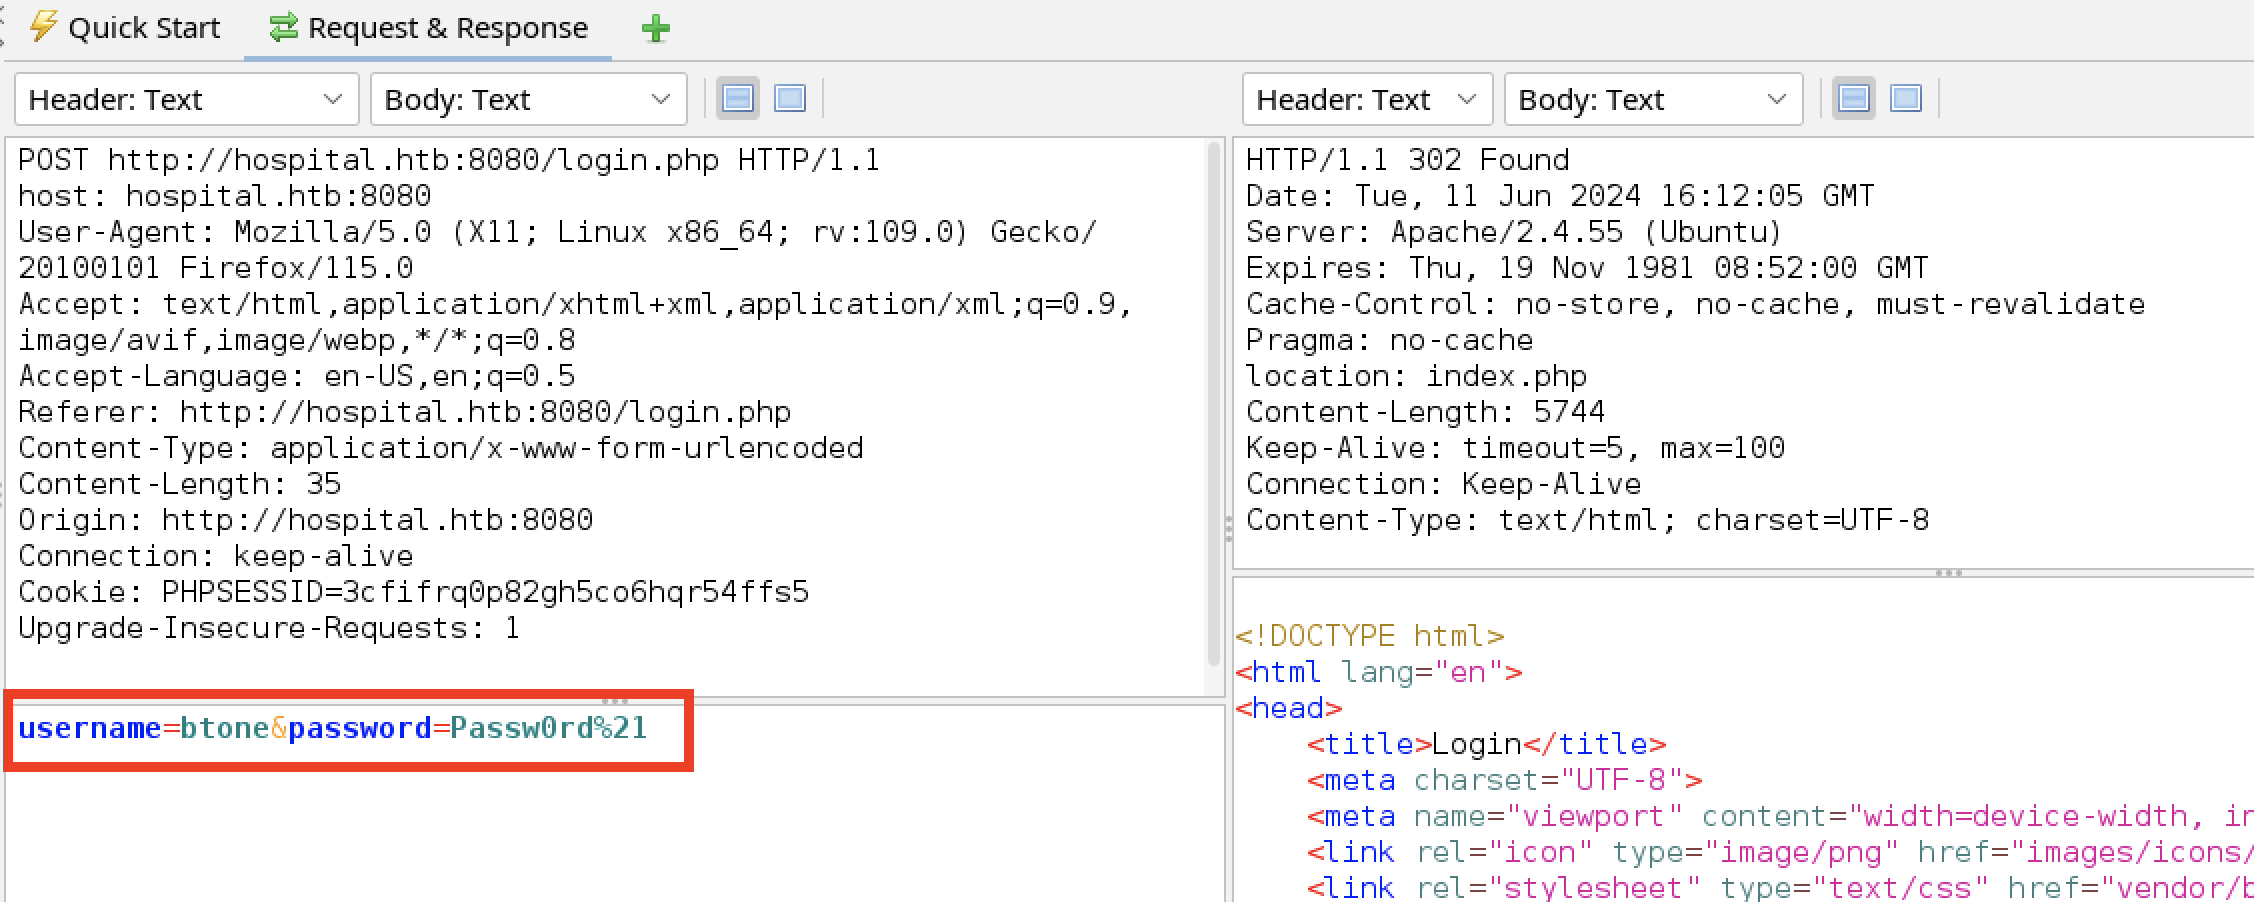 Quick Start
Request & Response
Header: Text
Body: Text
POST http://hospital.htb:8080/login.php HTTP/1.1
host: hospital.htb:8080
User-Agent: Mozilla/5.0 (X11; Linux x86_64; rv:109.0) Gecko/
20100101 Firefox/115.0
Accept: text/html,application/xhtml+xml,application/xml;q=0.9,
image/avif,image/webp,*/*;q=0.8
Accept-Language: en-US,en;q=0.5
Referer: http://hospital.htb:8080/login.php
Content-Type: application/x-www-form-urlencoded
Content-Length: 35
Origin: http://hospital.htb:8080
Connection: keep-alive
Cookie: PHPSESSID=3cfifrq0p82gh5co6hqr54ffs5
Upgrade-Insecure-Requests: 1
username=btone&password=Passw0rd%21
Header: Text
Body: Text
HTTP/1.1 302 Found
Date: Tue, 11 Jun 2024 16:12:05 GMT
Server: Apache/2.4.55 (Ubuntu)
Expires: Thu, 19 Nov 1981 08:52:00 GMT
Cache-Control: no-store, no-cache, must-revalidate
Pragma: no-cache
location: index.php
Content-Length: 5744
Keep-Alive: timeout=5, max=100
Connection: Keep-Alive
Content-Type: text/html; charset=UTF-8
<!DOCTYPE html>
<html lang="en">
<head>
<title>Login</title>
<meta charset="UTF-8">
<meta name="viewport" content="width=device-width, in
<link rel="icon" type="image/png" href="images/icons/
<link rel="stylesheet" type="text/css" href="vendor/b